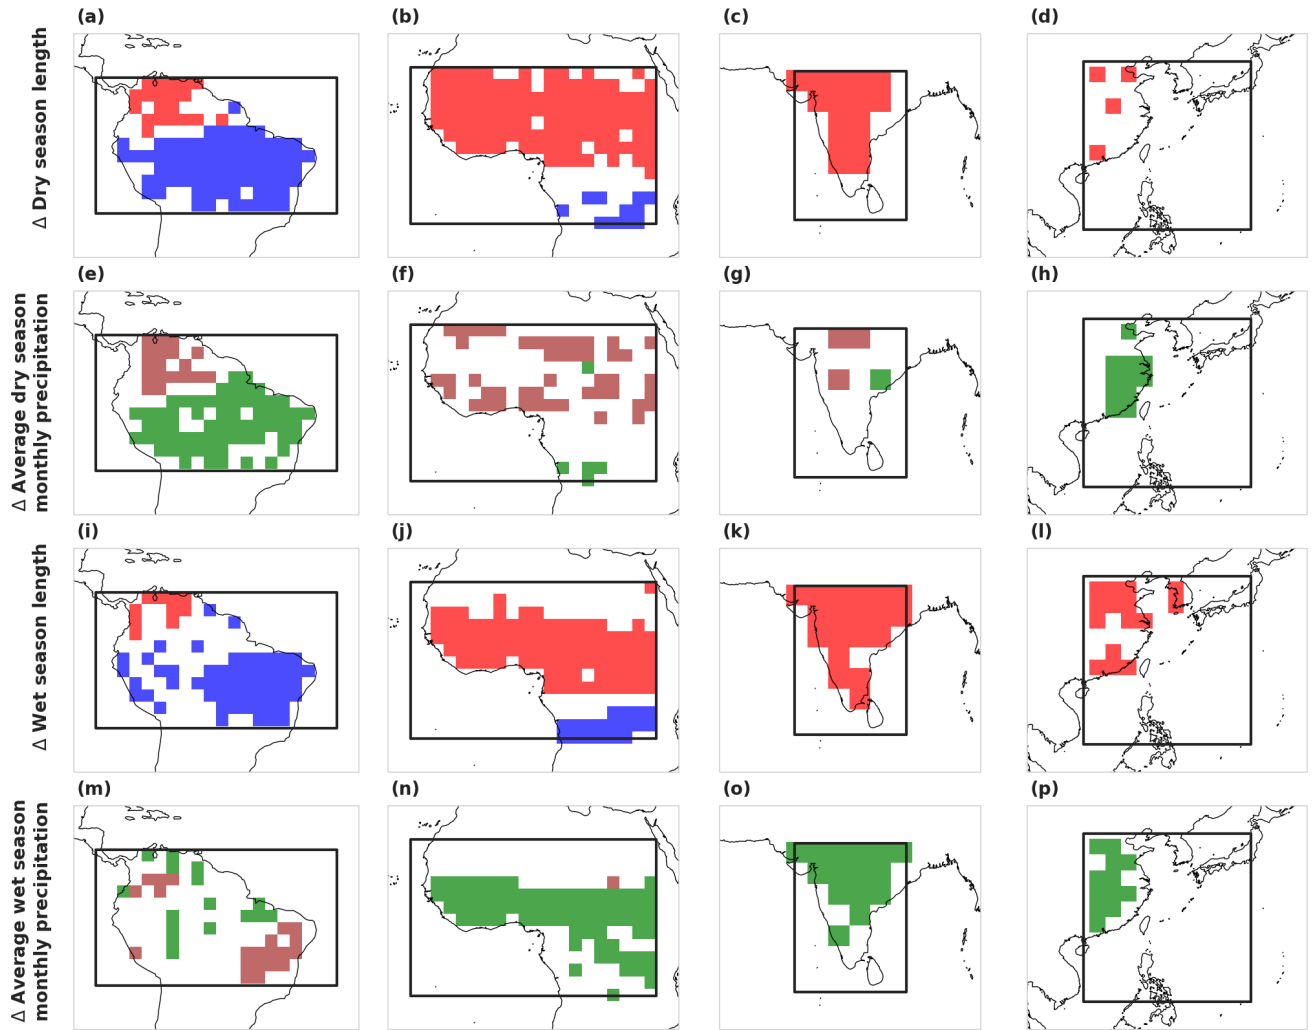 (a) (b) (c) (d)
Δ Dry season length
(e) (f) (g) (h)
Δ Average dry season
monthly precipitation
(i) (j) (k) (l)
Δ Wet season length
(m) (n) (o) (p)
Δ Average wet season
monthly precipitation